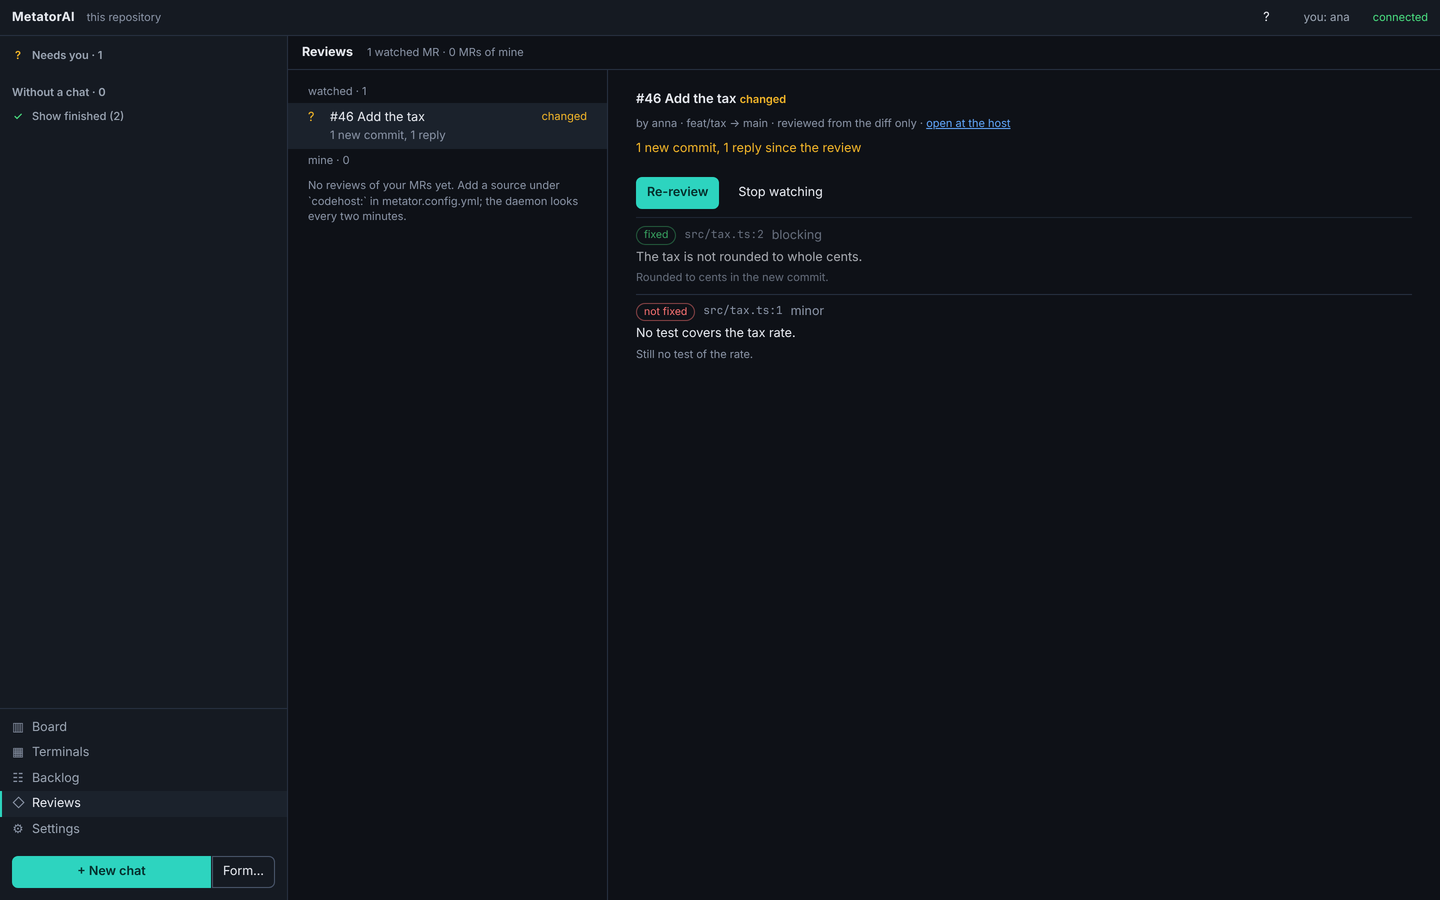 MetatorAI this repository
? you: ana connected
? Needs you · 1
Without a chat · 0
✓ Show finished (2)
Board
Terminals
Backlog
Reviews
Settings
+ New chat Form...
Reviews 1 watched MR · 0 MRs of mine
watched · 1
? #46 Add the tax changed
1 new commit, 1 reply
mine · 0
No reviews of your MRs yet. Add a source under
`codehost:` in metator.config.yml; the daemon looks
every two minutes.
#46 Add the tax changed
by anna · feat/tax → main · reviewed from the diff only · open at the host
1 new commit, 1 reply since the review
Re-review Stop watching
fixed src/tax.ts:2 blocking
The tax is not rounded to whole cents.
Rounded to cents in the new commit.
not fixed src/tax.ts:1 minor
No test covers the tax rate.
Still no test of the rate.